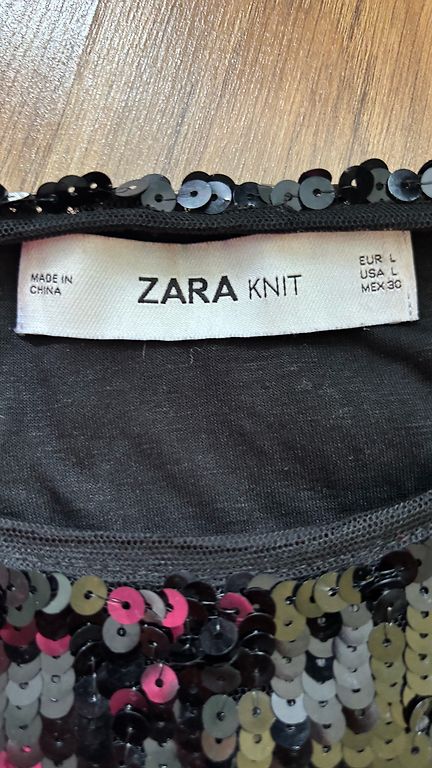 MADE IN
CHINA
ZARA KNIT
EUR L
USA L
MEX 30